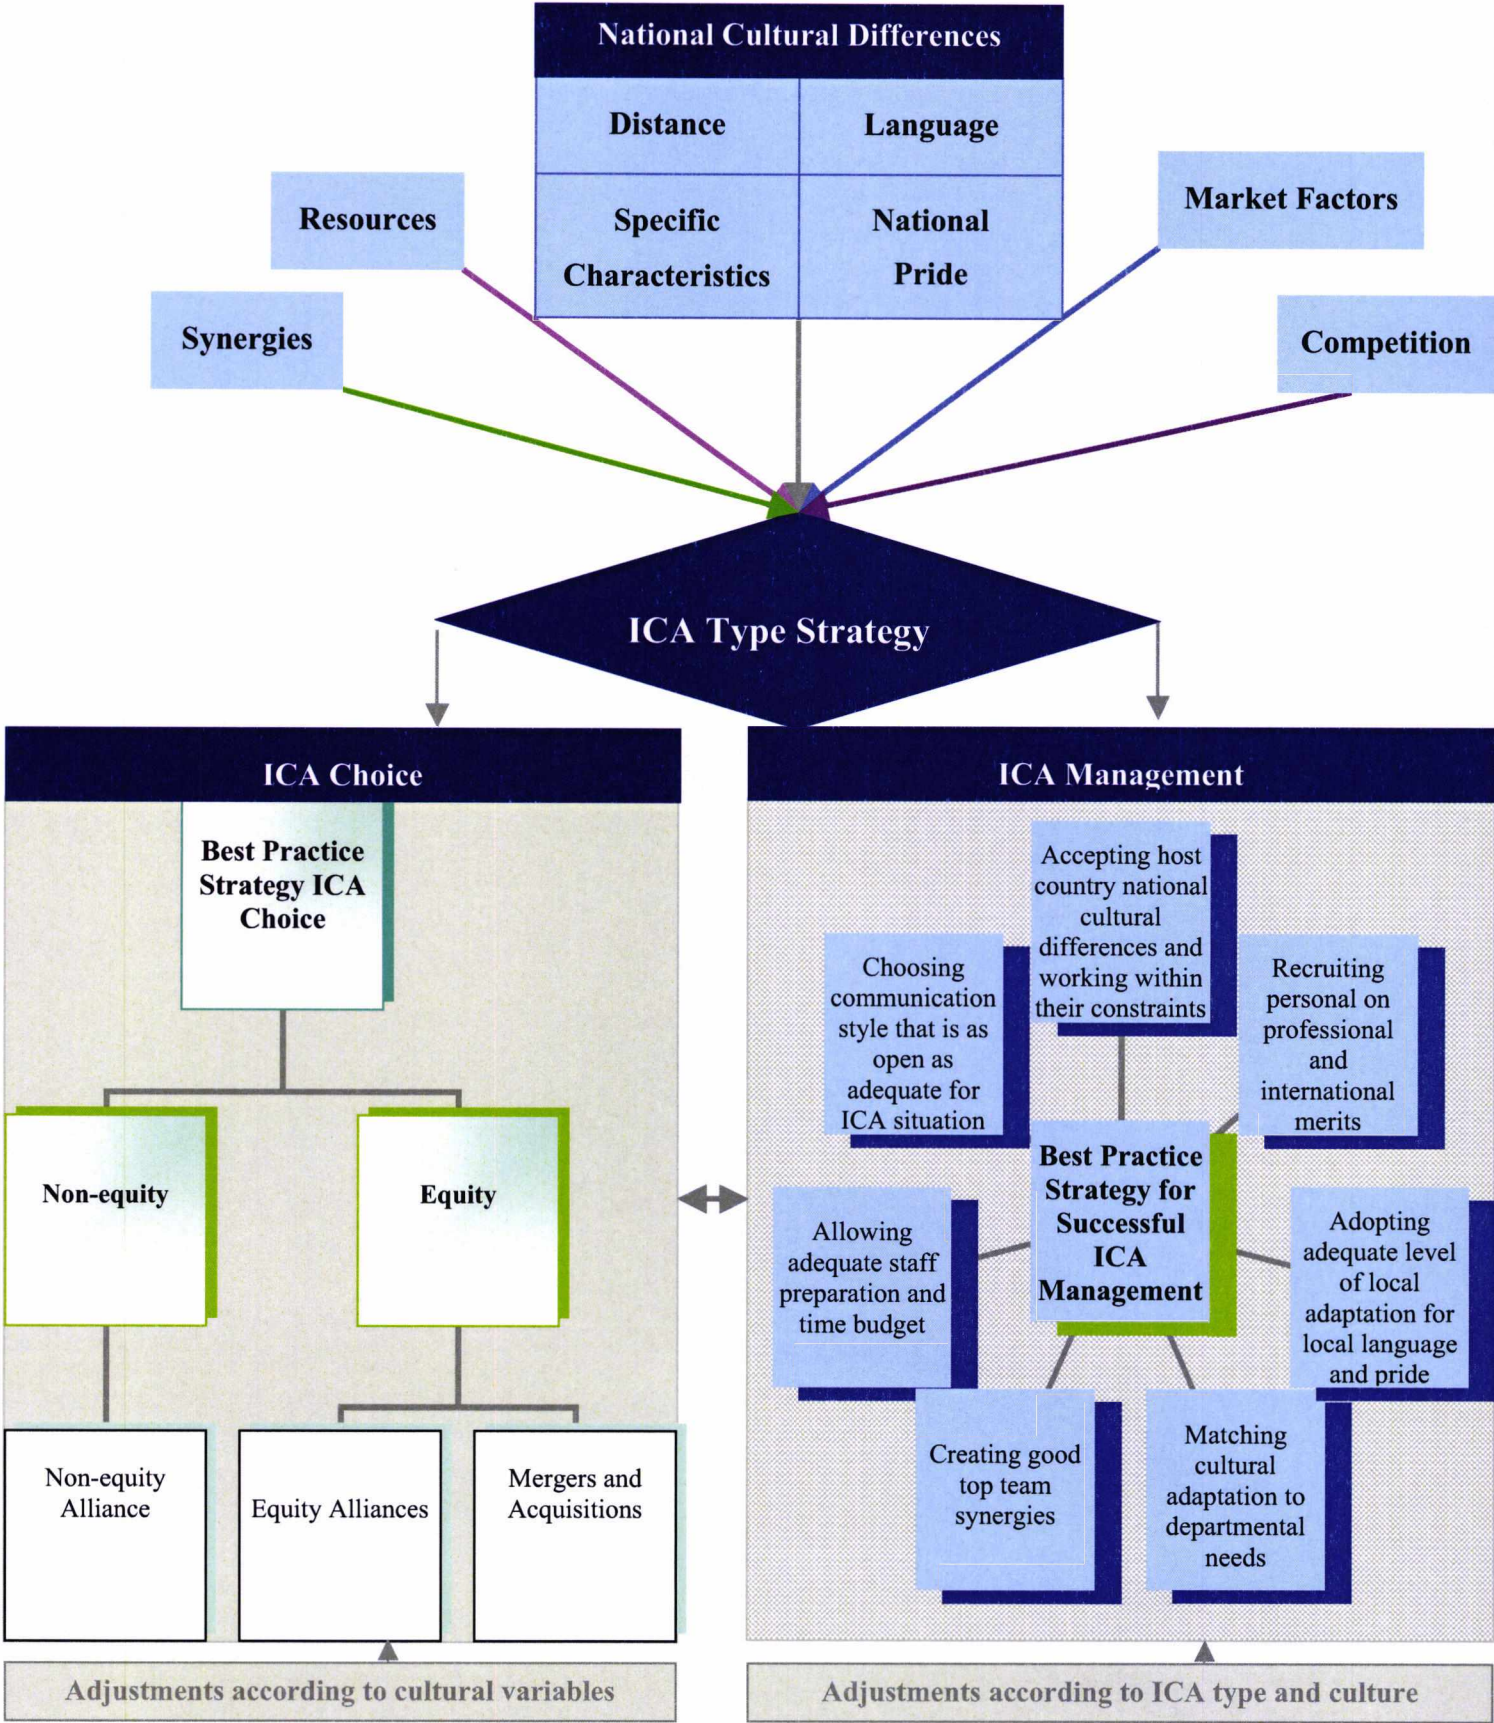 National Cultural Differences
Distance
Language
Specific
Characteristics
National
Pride
Resources
Market Factors
Synergies
Competition
ICA Type Strategy
ICA Choice
Best Practice
Strategy ICA
Choice
Non-equity
Equity
Non-equity
Alliance
Equity Alliances
Mergers and
Acquisitions
Adjustments according to cultural variables
ICA Management
Accepting host
country national
cultural
differences and
working within
their constraints
Choosing
communication
style that is as
open as
adequate for
ICA situation
Recruiting
personal on
professional
and
international
merits
Best Practice
Strategy for
Successful
ICA
Management
Allowing
adequate staff
preparation and
time budget
Adopting
adequate level
of local
adaptation for
local language
and pride
Creating good
top team
synergies
Matching
cultural
adaptation to
departmental
needs
Adjustments according to ICA type and culture